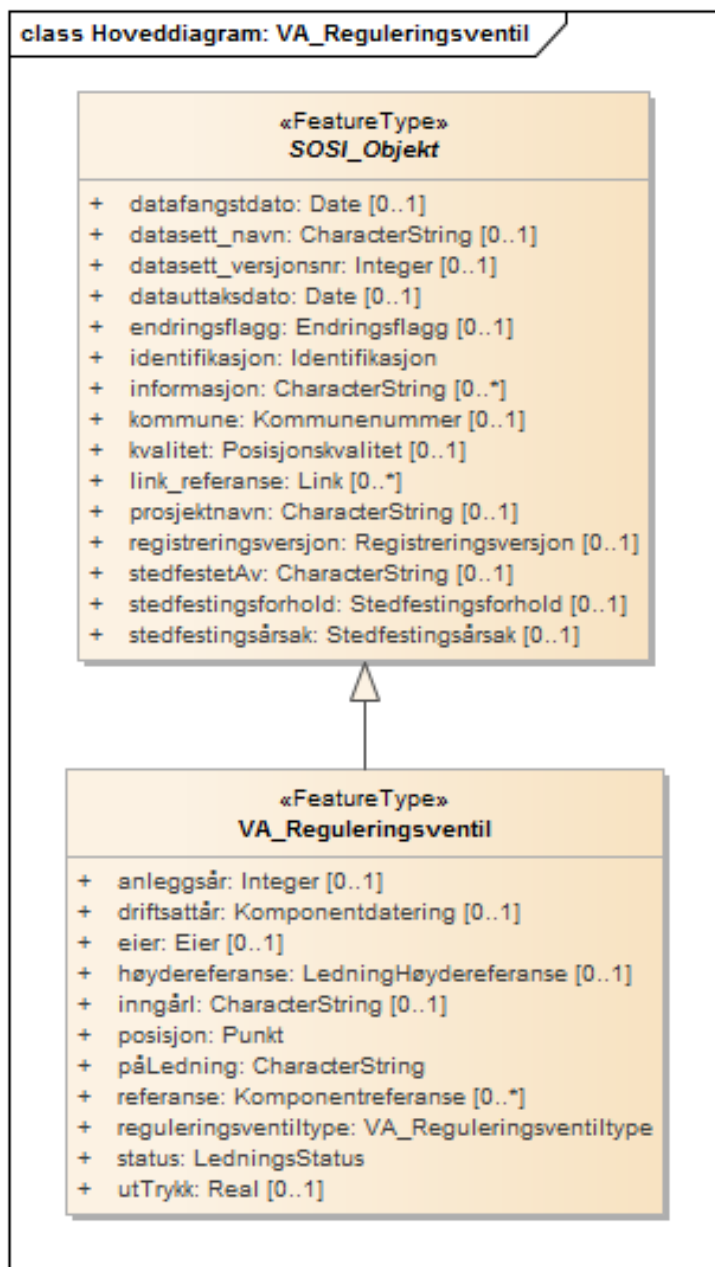 class Hoveddiagram: VA_Reguleringsventil
«FeatureType»
SOSI_Objekt
+ datafangstdato: Date [0..1]
+ datasett_navn: CharacterString [0..1]
+ datasett_versjonsnr: Integer [0..1]
+ datauttaksdato: Date [0..1]
+ endringsflagg: Endringsflagg [0..1]
+ identifikasjon: Identifikasjon
+ informasjon: CharacterString [0..*]
+ kommune: Kommunenummer [0..1]
+ kvalitet: Posisjonskvalitet [0..1]
+ link_referanse: Link [0..*]
+ prosjektnavn: CharacterString [0..1]
+ registreringsversjon: Registreringsversjon [0..1]
+ stedfestetAv: CharacterString [0..1]
+ stedfestingsforhold: Stedfestingsforhold [0..1]
+ stedfestingsårsak: Stedfestingsårsak [0..1]
«FeatureType»
VA_Reguleringsventil
+ anleggsår: Integer [0..1]
+ driftsattår: Komponentdatering [0..1]
+ eier: Eier [0..1]
+ høydereferanse: LedningHøydereferanse [0..1]
+ inngårI: CharacterString [0..1]
+ posisjon: Punkt
+ påLedning: CharacterString
+ referanse: Komponentreferanse [0..*]
+ reguleringsventiltype: VA_Reguleringsventiltype
+ status: LedningsStatus
+ utTrykk: Real [0..1]